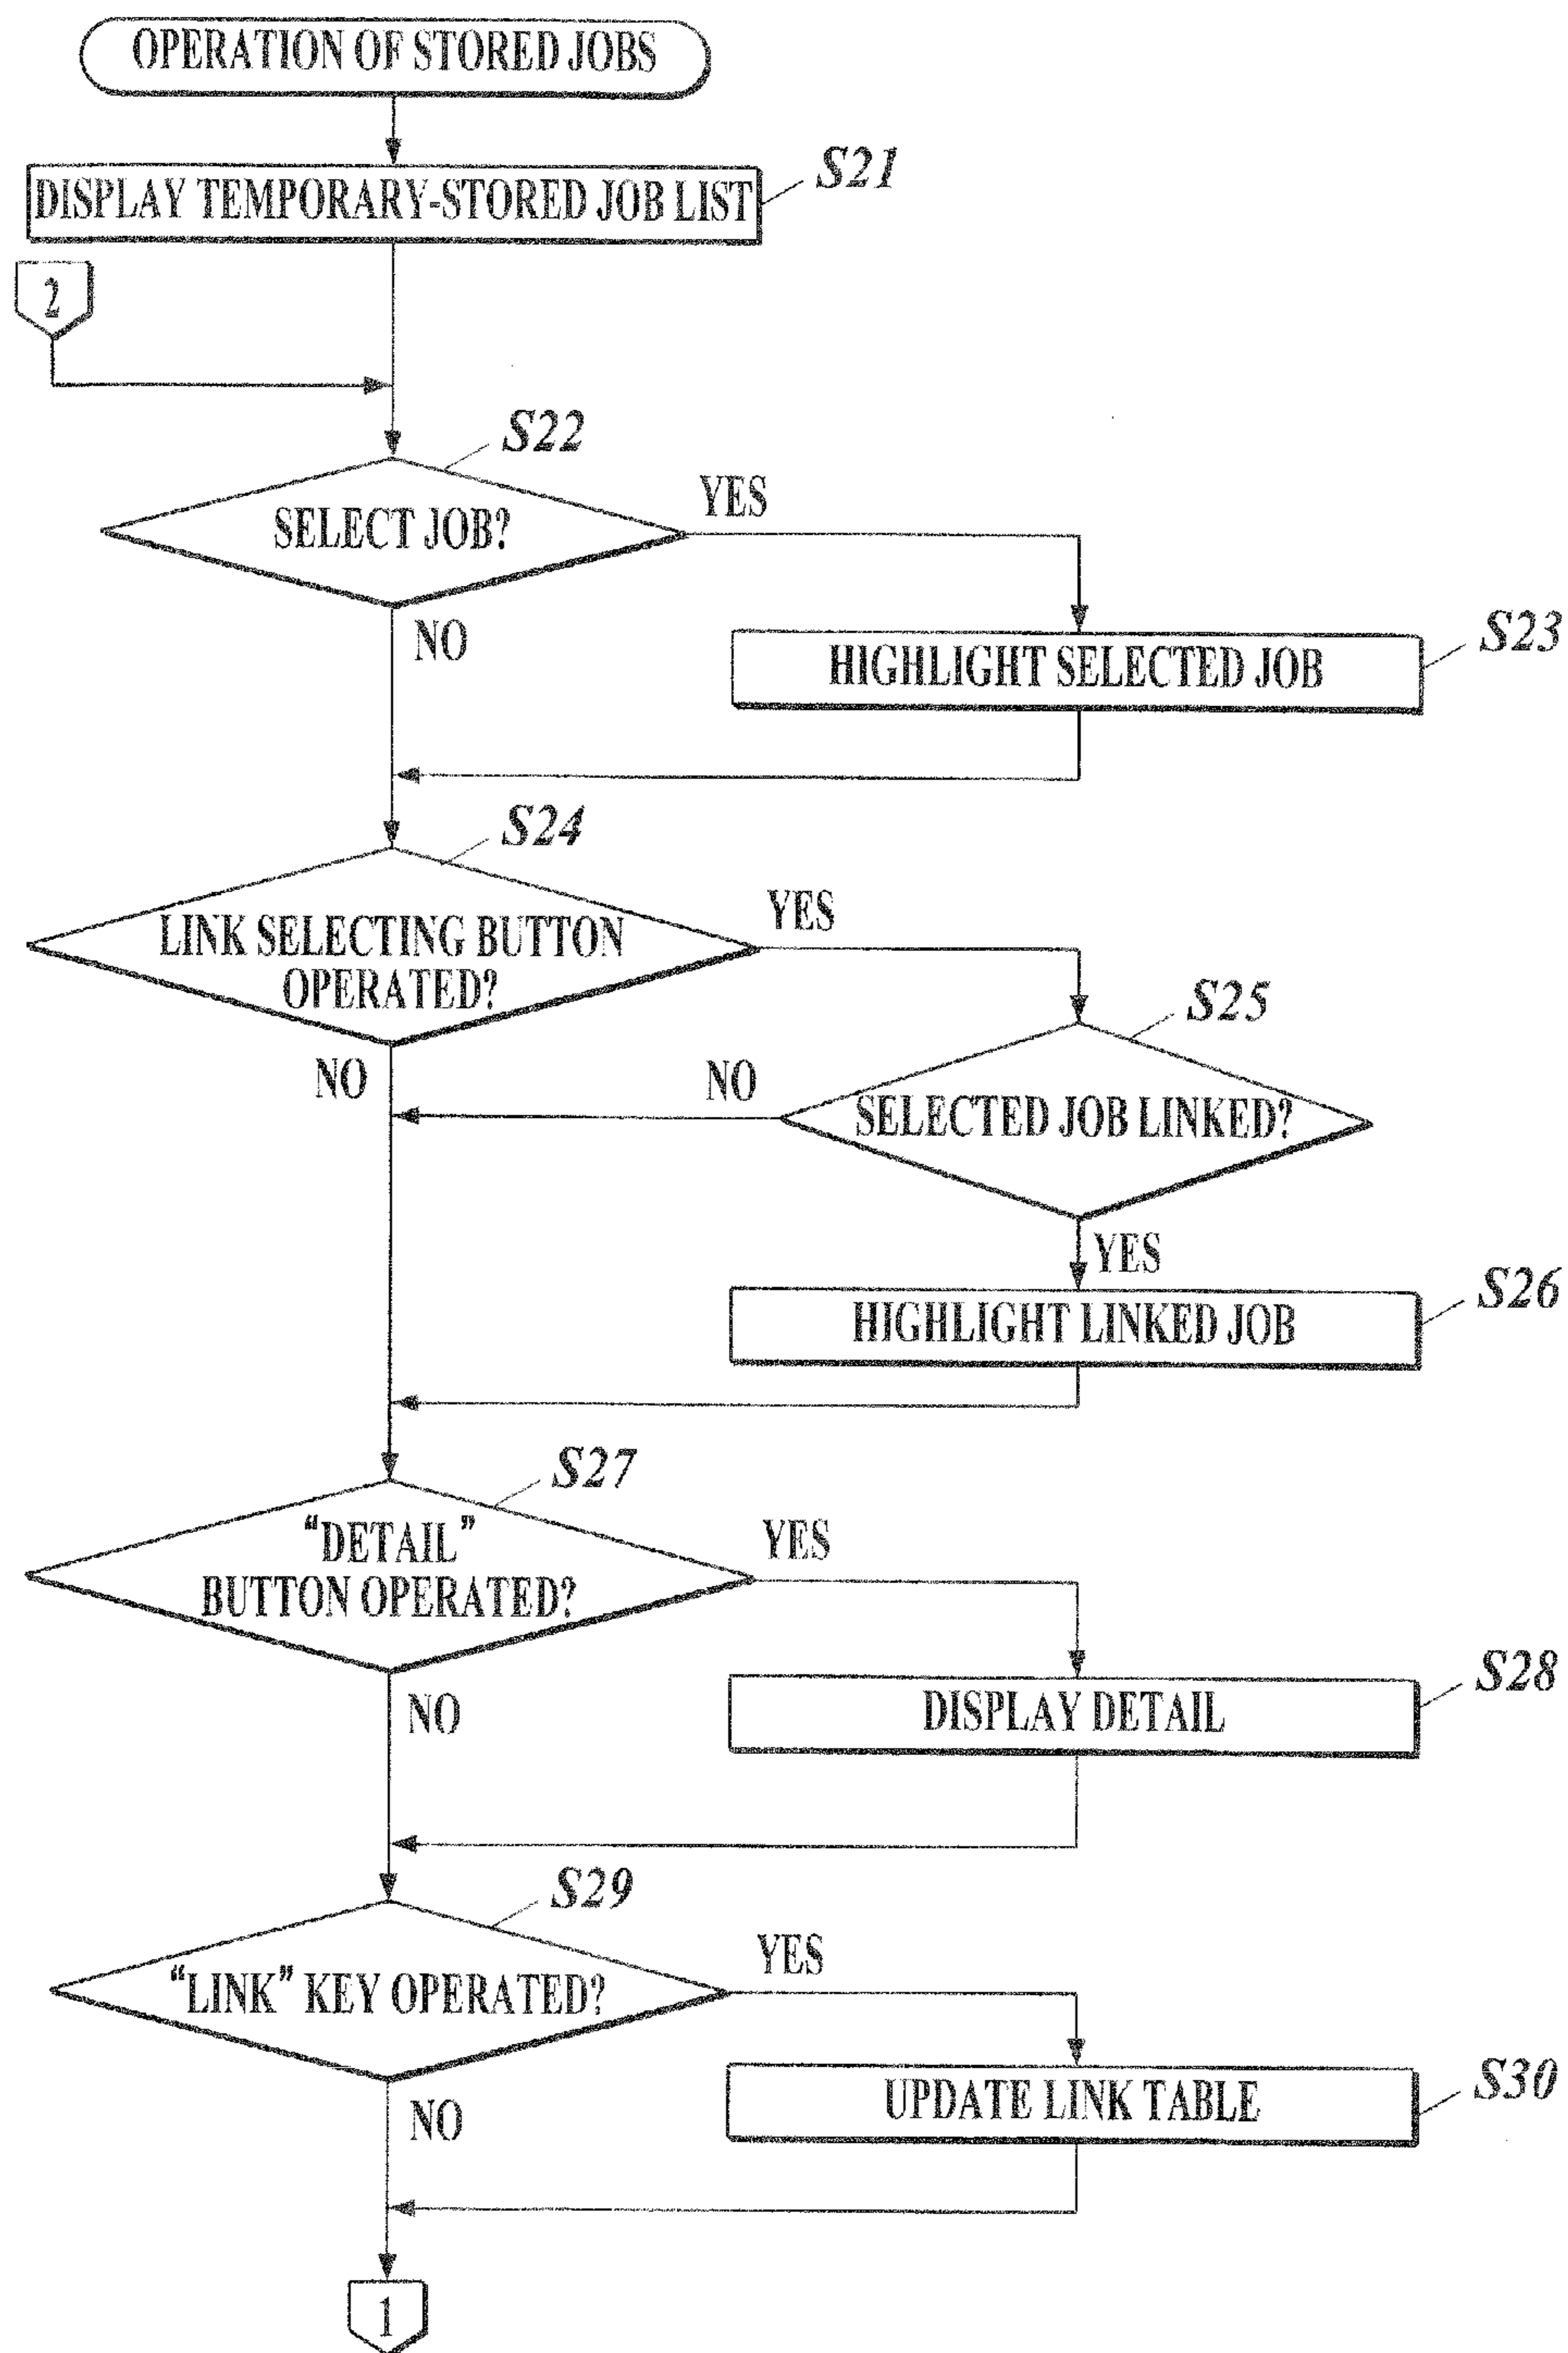 OPERATION OF STORED JOBS
DISPLAY TEMPORARY-STORED JOB LIST
S21
2
S22
SELECT JOB?
YES
NO
HIGHLIGHT SELECTED JOB
S23
S24
LINK SELECTING BUTTON
OPERATED?
YES
NO
S25
SELECTED JOB LINKED?
NO
YES
HIGHLIGHT LINKED JOB
S26
S27
“DETAIL”
BUTTON OPERATED?
YES
NO
DISPLAY DETAIL
S28
S29
“LINK” KEY OPERATED?
YES
NO
UPDATE LINK TABLE
S30
1